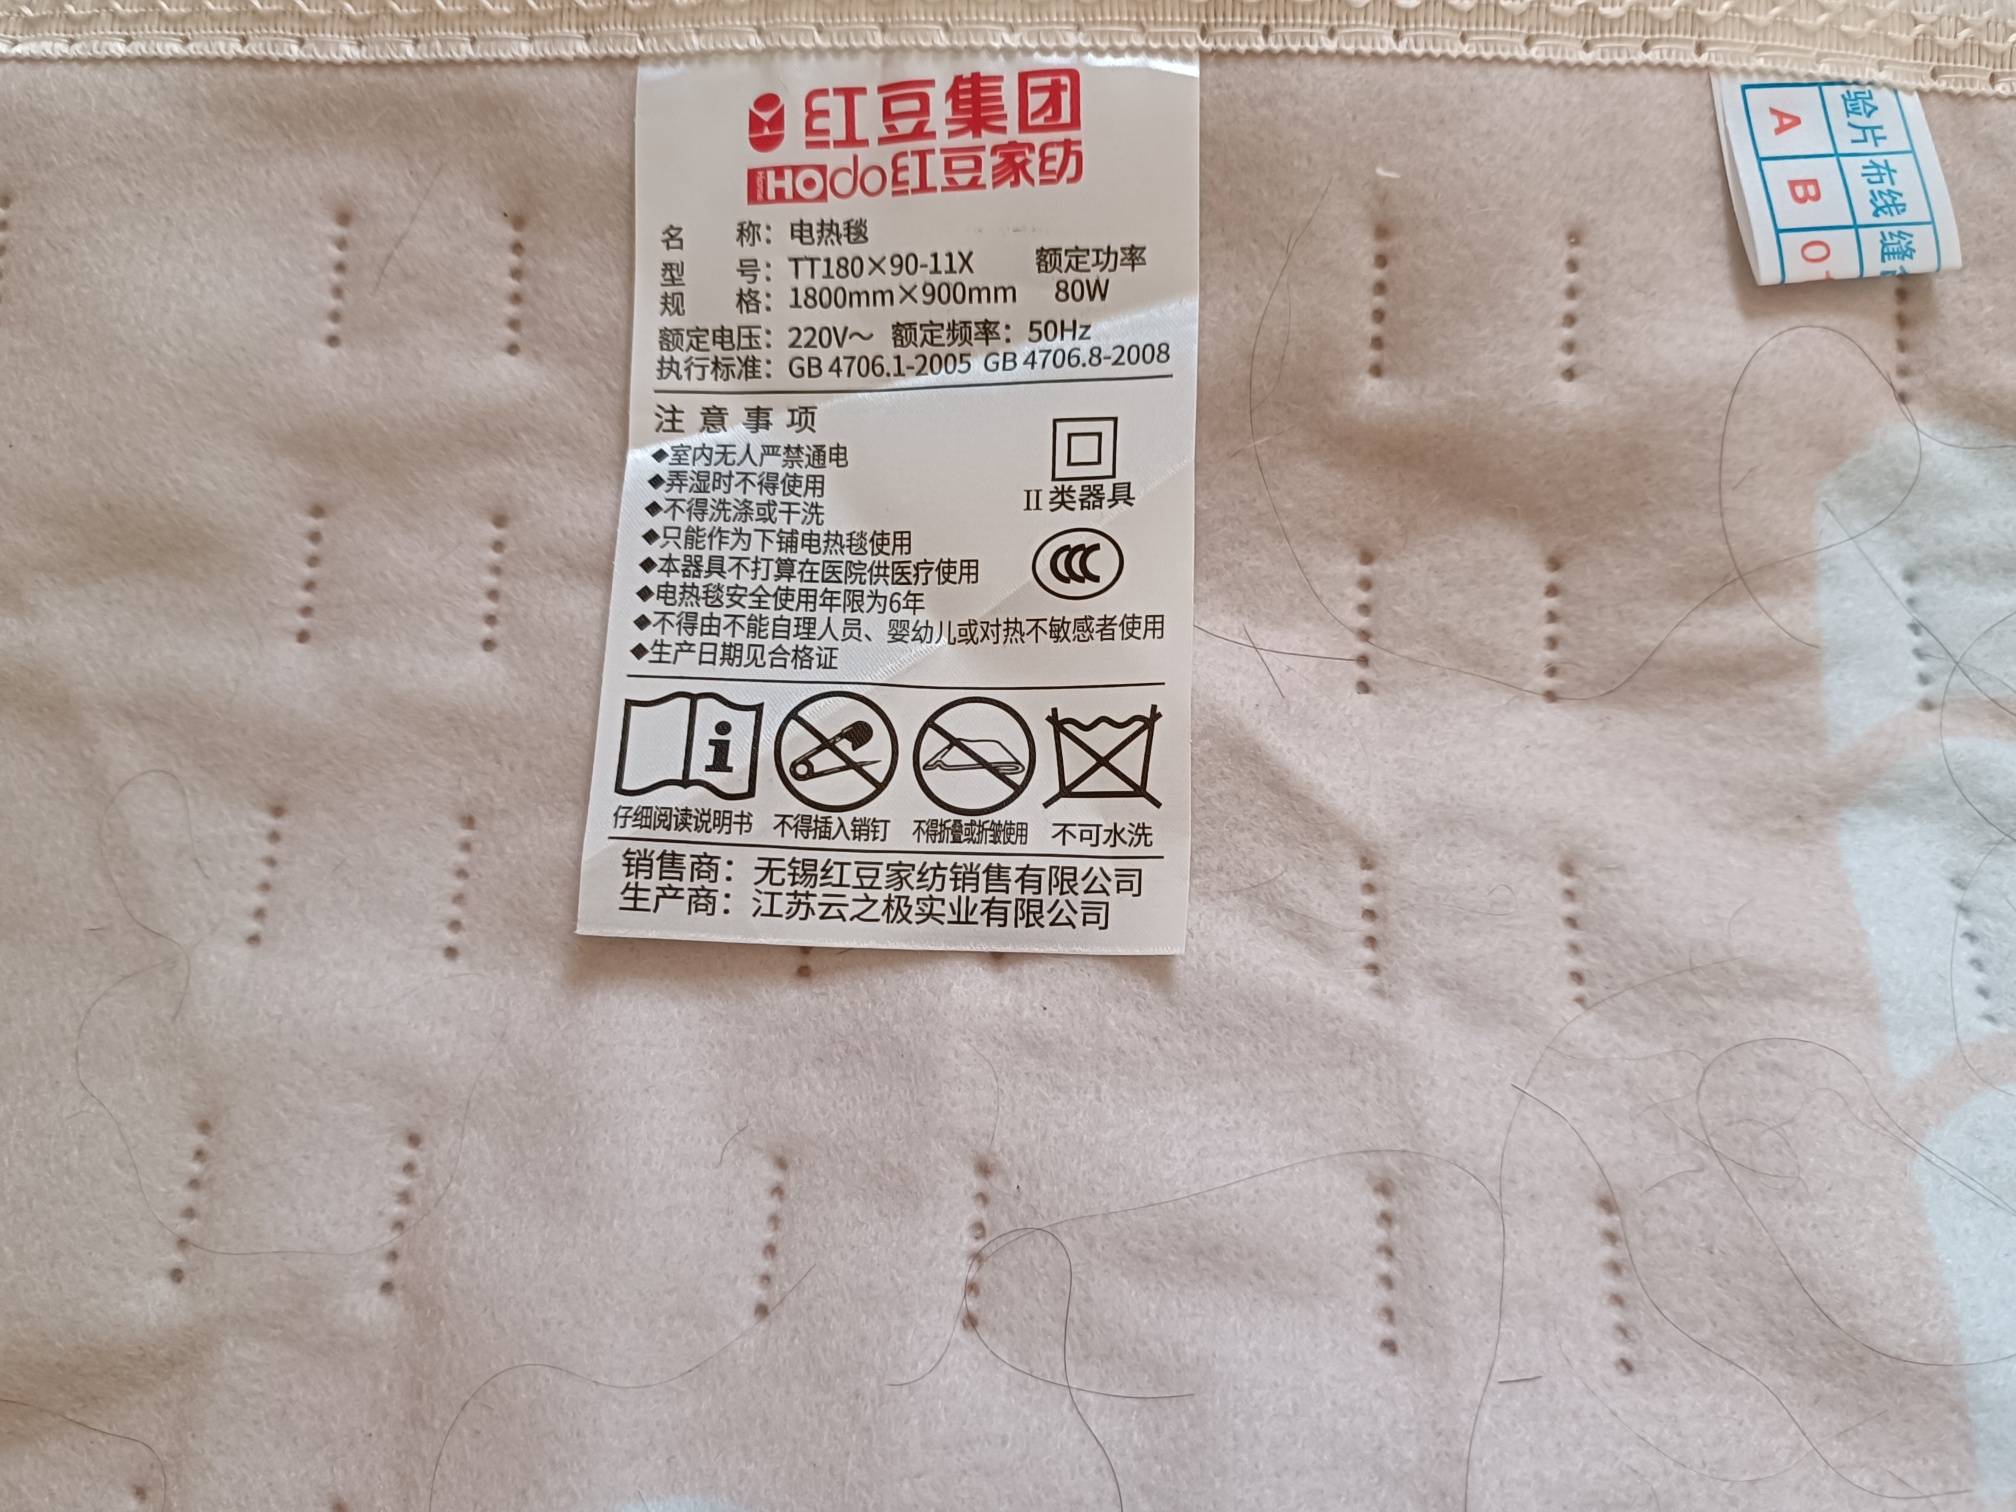 红豆集团
Home HOdo红豆家纺
名 称：电热毯
型 号：TT180×90-11X 额定功率
规 格：1800mm×900mm 80W
额定电压：220V～ 额定频率：50Hz
执行标准：GB 4706.1-2005 GB 4706.8-2008
注意事项
◆室内无人严禁通电
◆弄湿时不得使用
◆不得洗涤或干洗
◆只能作为下铺电热毯使用
◆本器具不打算在医院供医疗使用
◆电热毯安全使用年限为6年
◆不得由不能自理人员、婴幼儿或对热不敏感者使用
◆生产日期见合格证
II类器具
CCC
仔细阅读说明书 不得插入销钉 不得折叠或折皱使用 不可水洗
销售商：无锡红豆家纺销售有限公司
生产商：江苏云之极实业有限公司
验片 A
布线 B
缝 0